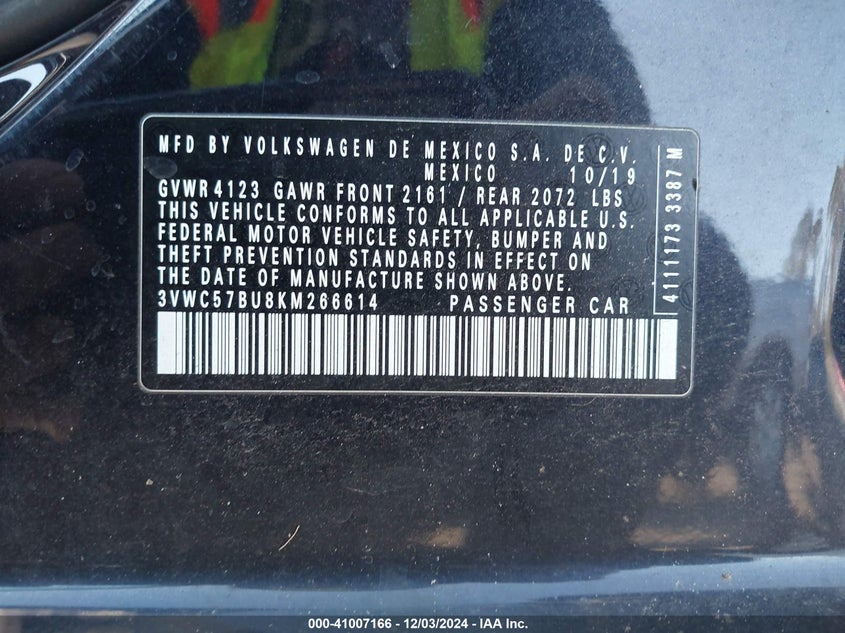 MFD BY VOLKSWAGEN DE MEXICO S.A. DE C.V.
MEXICO 10/19
GVWR 4123 GAWR FRONT 2161 / REAR 2072 LBS
THIS VEHICLE CONFORMS TO ALL APPLICABLE U.S.
FEDERAL MOTOR VEHICLE SAFETY, BUMPER AND
THEFT PREVENTION STANDARDS IN EFFECT ON
THE DATE OF MANUFACTURE SHOWN ABOVE.
3VWC57BU8KM266614 PASSENGER CAR
4111173 3387 M
000-41007166 - 12/03/2024 - IAA Inc.